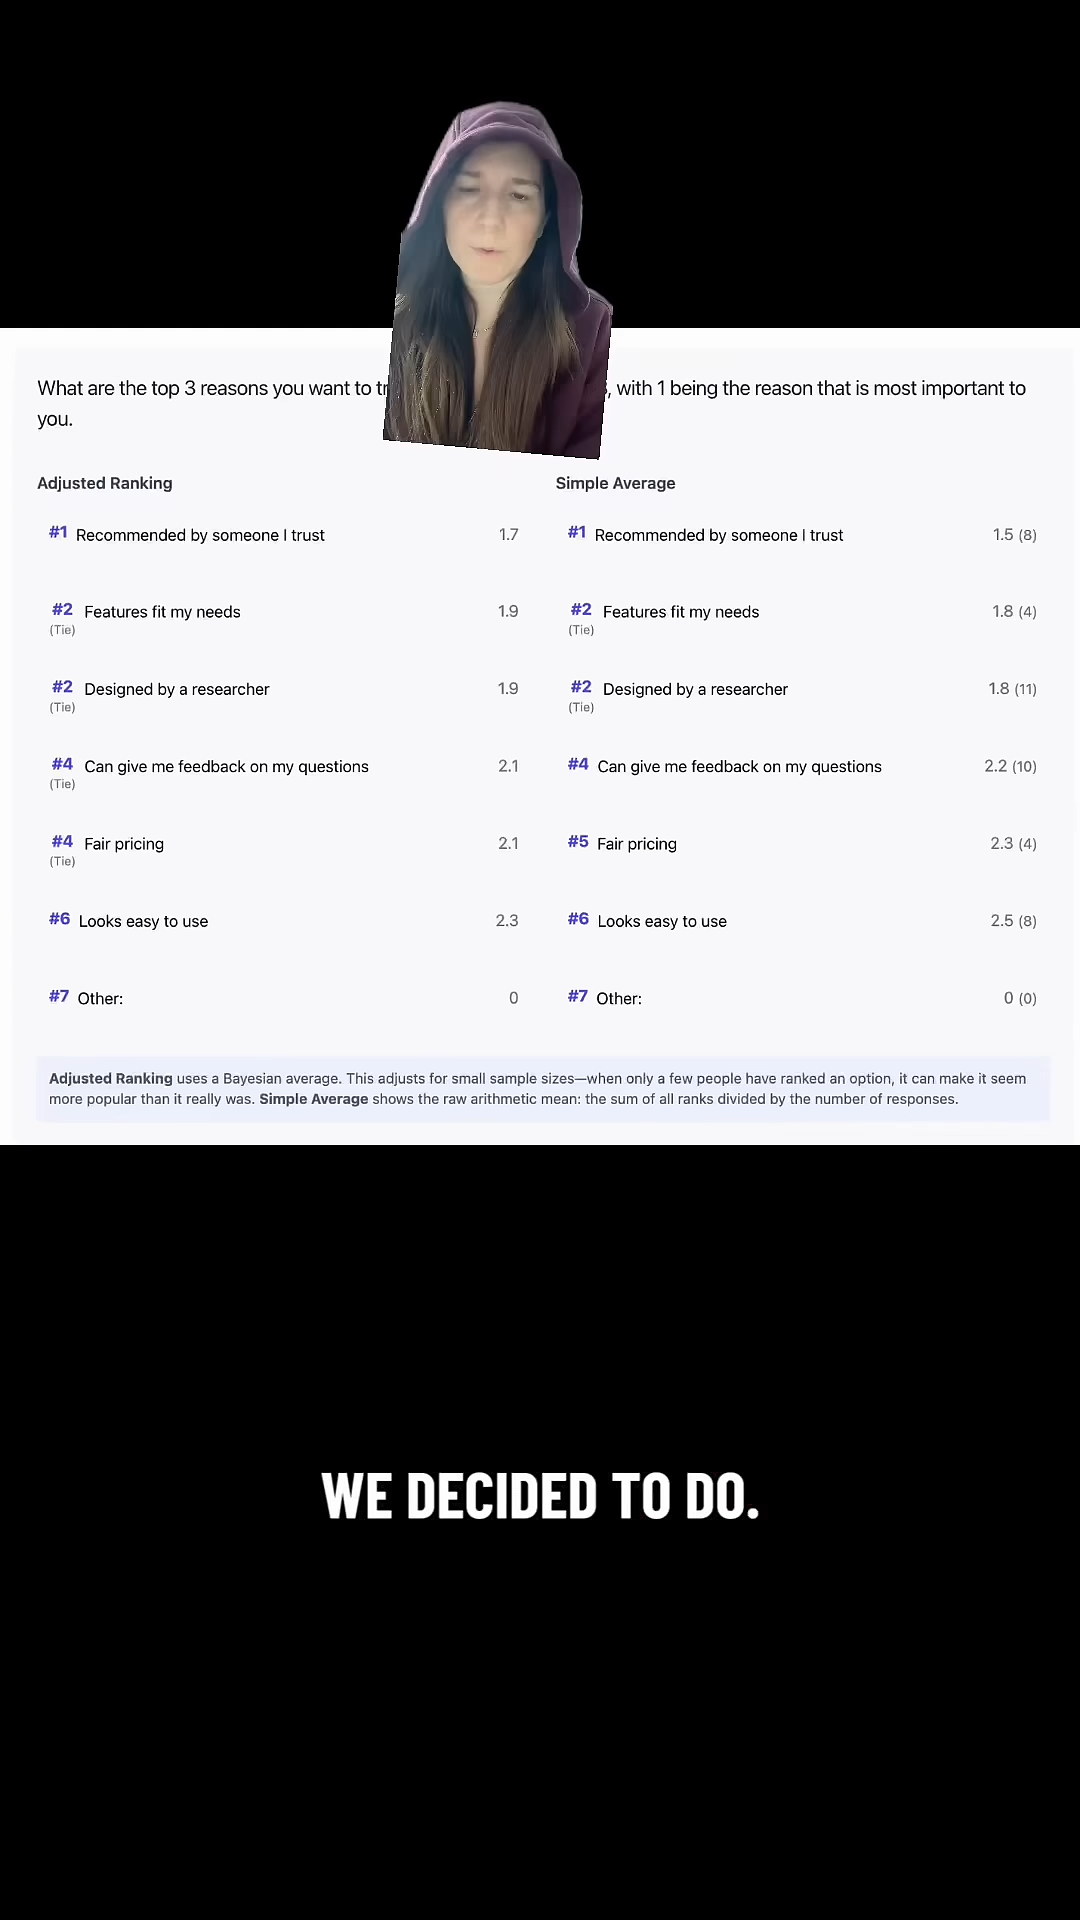 What are the top 3 reasons you want to
, with 1 being the reason that is most important to
you.
Adjusted Ranking
#1 Recommended by someone I trust 1.7
#2 Features fit my needs 1.9
(Tie)
#2 Designed by a researcher 1.9
(Tie)
#4 Can give me feedback on my questions 2.1
(Tie)
#4 Fair pricing 2.1
(Tie)
#6 Looks easy to use 2.3
#7 Other: 0
Simple Average
#1 Recommended by someone I trust 1.5 (8)
#2 Features fit my needs 1.8 (4)
(Tie)
#2 Designed by a researcher 1.8 (11)
(Tie)
#4 Can give me feedback on my questions 2.2 (10)
#5 Fair pricing 2.3 (4)
#6 Looks easy to use 2.5 (8)
#7 Other: 0 (0)
Adjusted Ranking uses a Bayesian average. This adjusts for small sample sizes—when only a few people have ranked an option, it can make it seem
more popular than it really was. Simple Average shows the raw arithmetic mean: the sum of all ranks divided by the number of responses.
WE DECIDED TO DO.